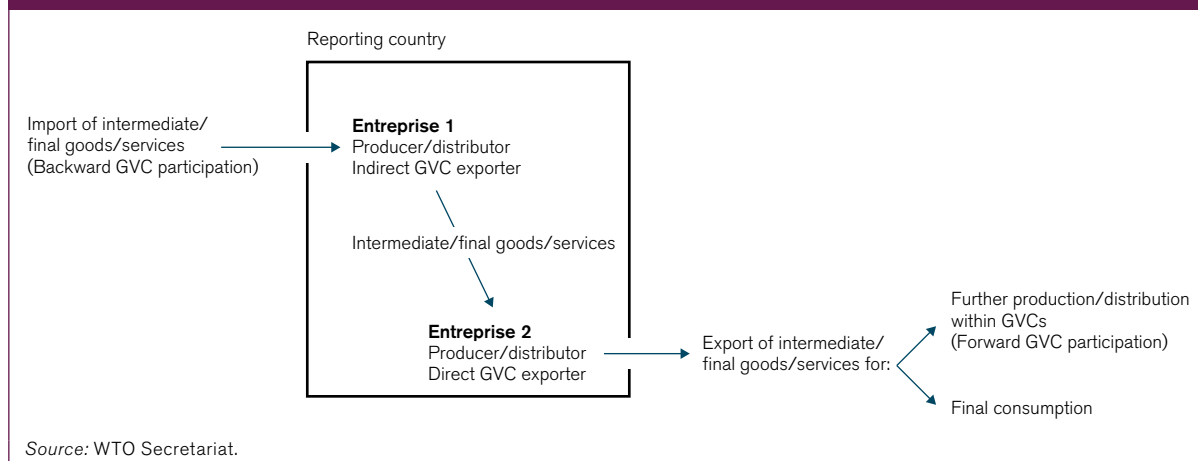 Reporting country
Import of intermediate/
final goods/services
(Backward GVC participation)
Entreprise 1
Producer/distributor
Indirect GVC exporter
Intermediate/final goods/services
Entreprise 2
Producer/distributor
Direct GVC exporter
Export of intermediate/
final goods/services for:
Further production/distribution
within GVCs
(Forward GVC participation)
Final consumption
Source: WTO Secretariat.